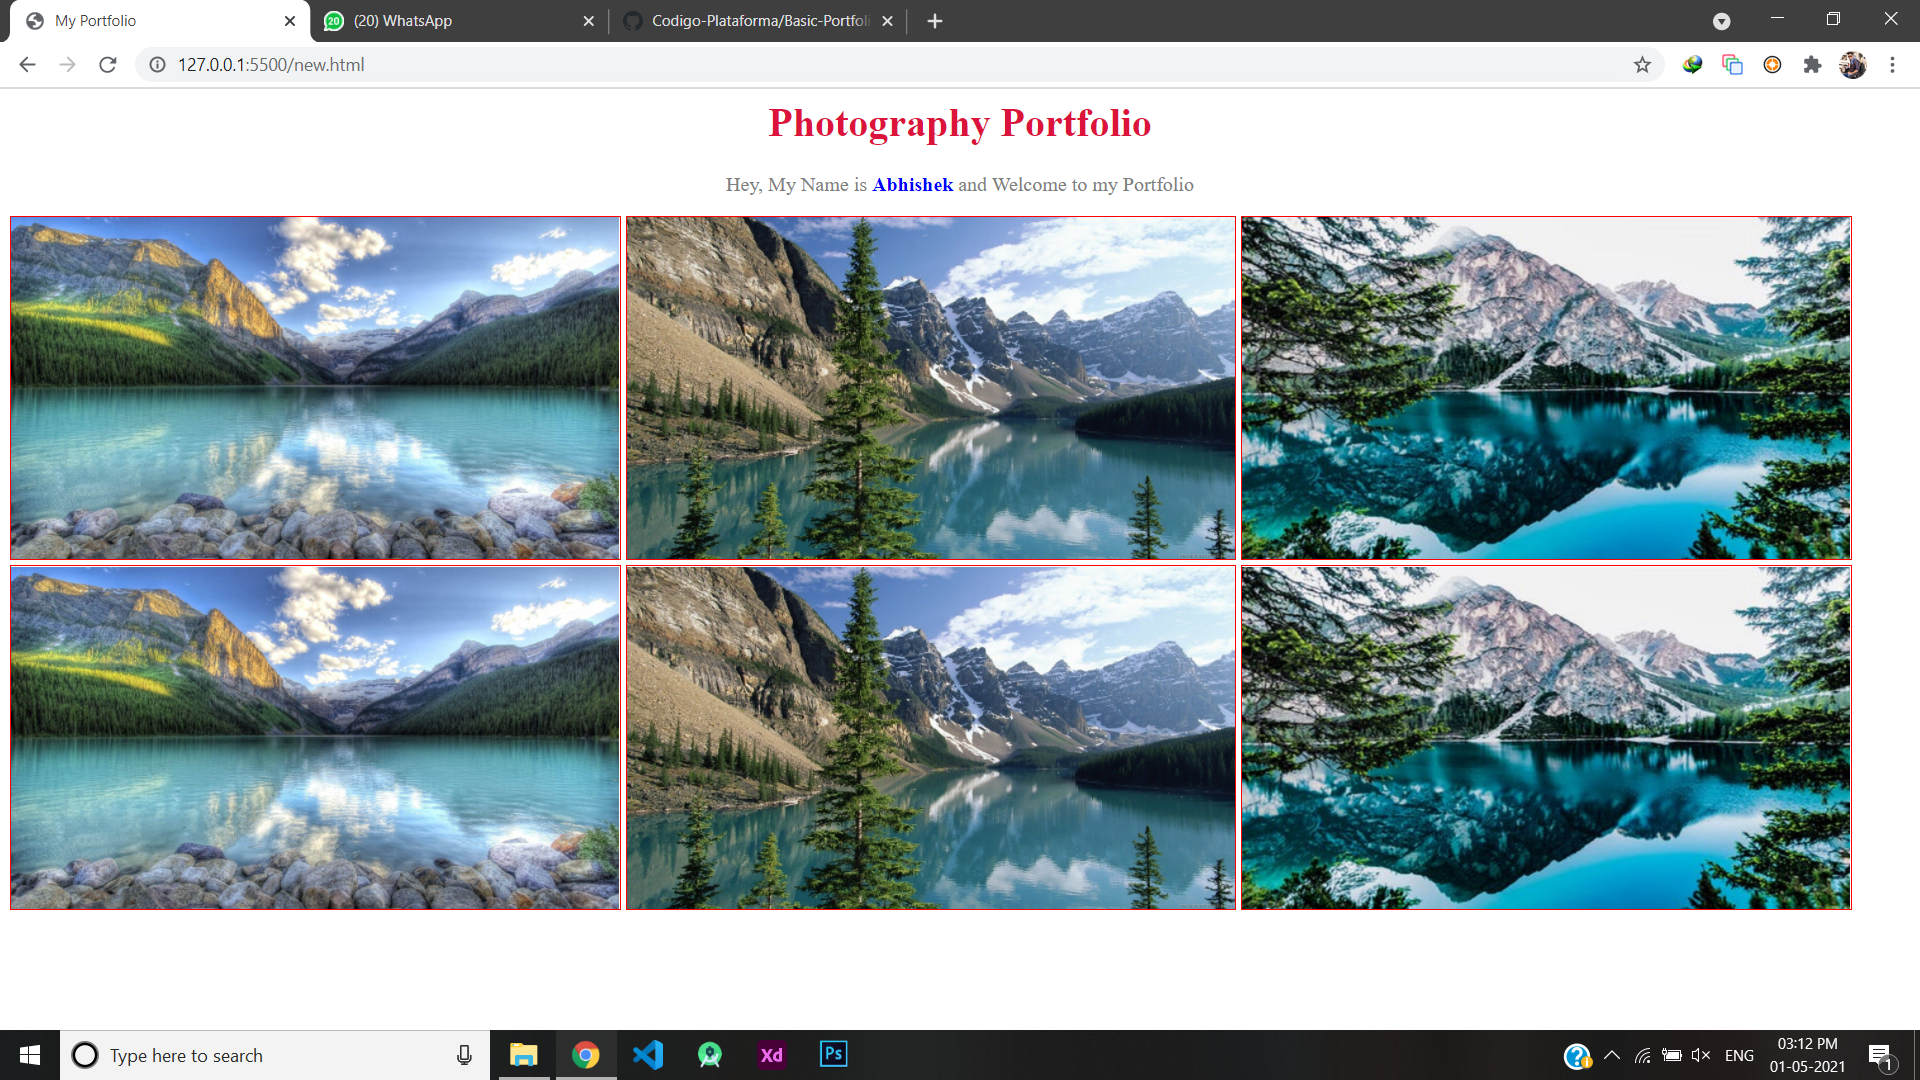 My Portfolio
(20) WhatsApp
Codigo-Plataforma/Basic-Portfoli
127.0.0.1:5500/new.html
Photography Portfolio
Hey, My Name is Abhishek and Welcome to my Portfolio
Type here to search
Xd
Ps
ENG
03:12 PM
01-05-2021
1